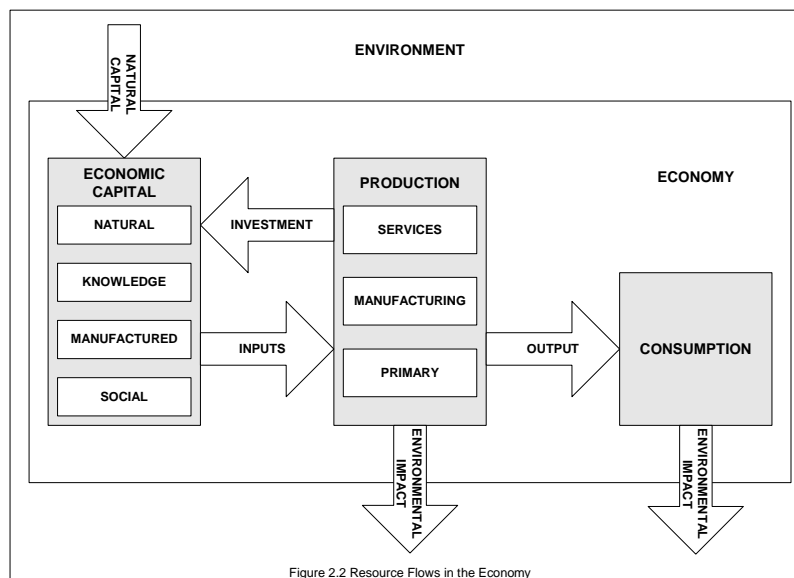 ENVIRONMENT
NATURAL
CAPITAL
ECONOMY
ECONOMIC
CAPITAL
NATURAL
KNOWLEDGE
MANUFACTURED
SOCIAL
INVESTMENT
INPUTS
PRODUCTION
SERVICES
MANUFACTURING
PRIMARY
OUTPUT
CONSUMPTION
ENVIRONMENTAL
IMPACT
ENVIRONMENTAL
IMPACT
Figure 2.2 Resource Flows in the Economy